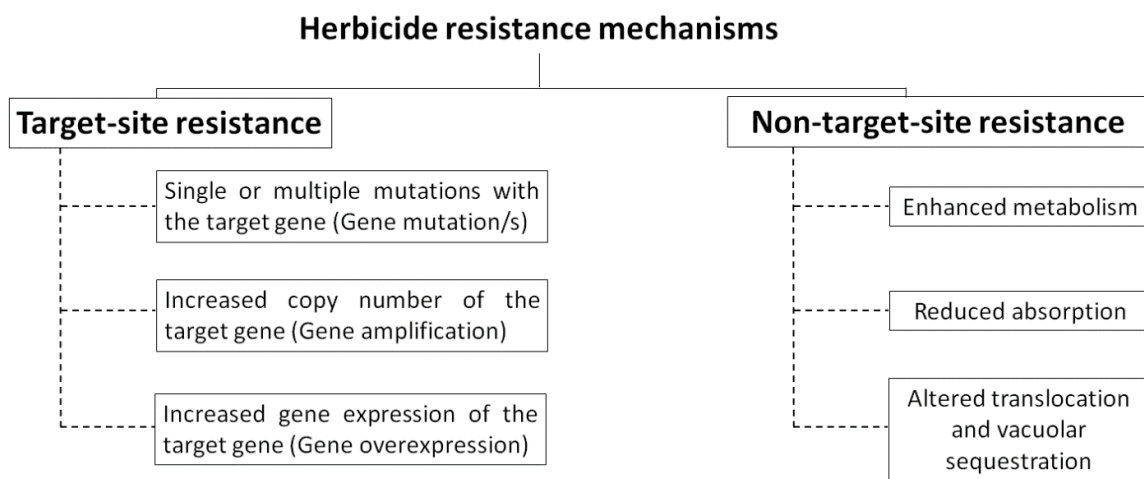 Herbicide resistance mechanisms
Target-site resistance
Single or multiple mutations with
the target gene (Gene mutation/s)
Increased copy number of the
target gene (Gene amplification)
Increased gene expression of the
target gene (Gene overexpression)
Non-target-site resistance
Enhanced metabolism
Reduced absorption
Altered translocation
and vacuolar
sequestration